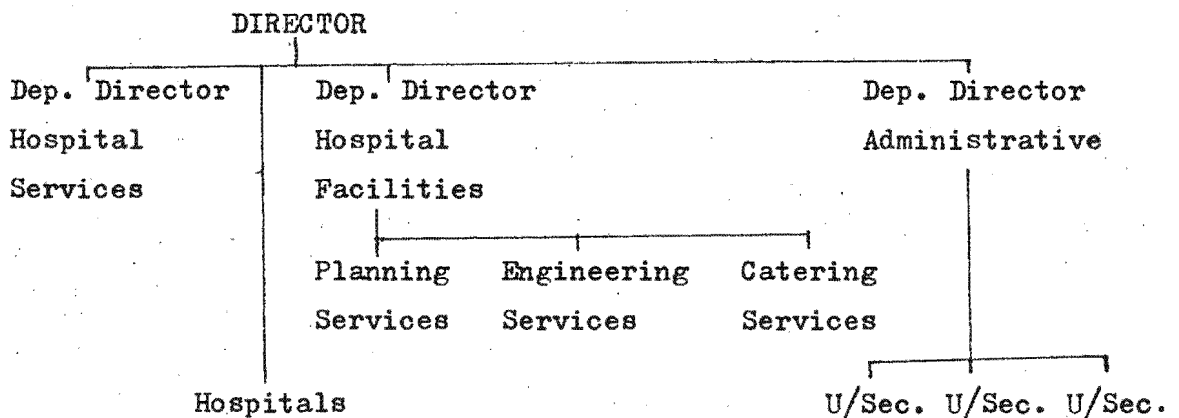 DIRECTOR
Dep. Director Dep. Director Dep. Director
Hospital Hospital Administrative
Services Facilities
Planning Engineering Catering
Services Services Services
Hospitals U/Sec. U/Sec. U/Sec.